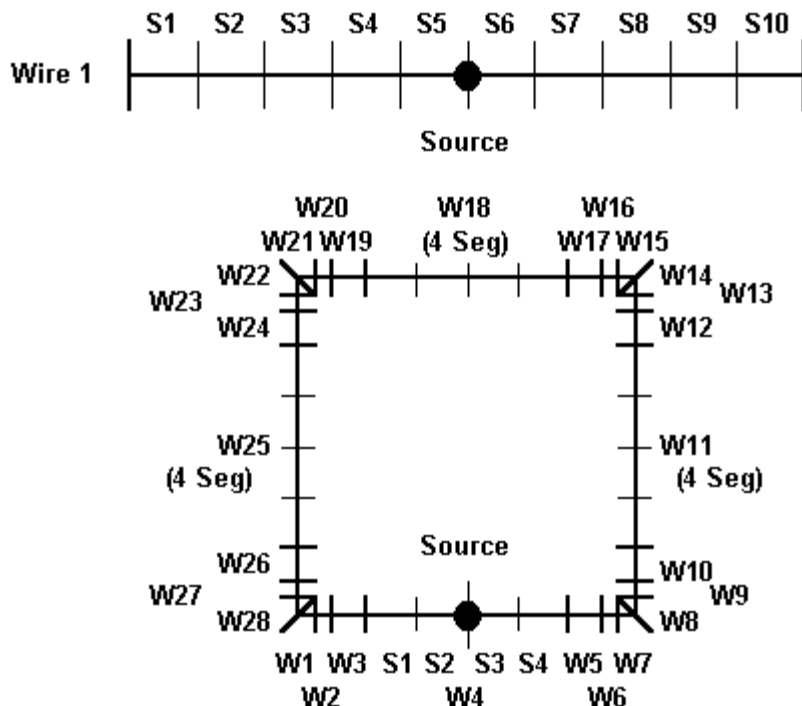 S1 S2 S3 S4 S5 S6 S7 S8 S9 S10
Wire 1
Source
W20 W18 W16
W21 W19 (4 Seg) W17 W15
W22 W14
W23 W13
W24 W12
W25 W11
(4 Seg) (4 Seg)
Source
W26 W10
W27 W9
W28 W8
W1 W3 S1 S2 S3 S4 W5 W7
W2 W4 W6